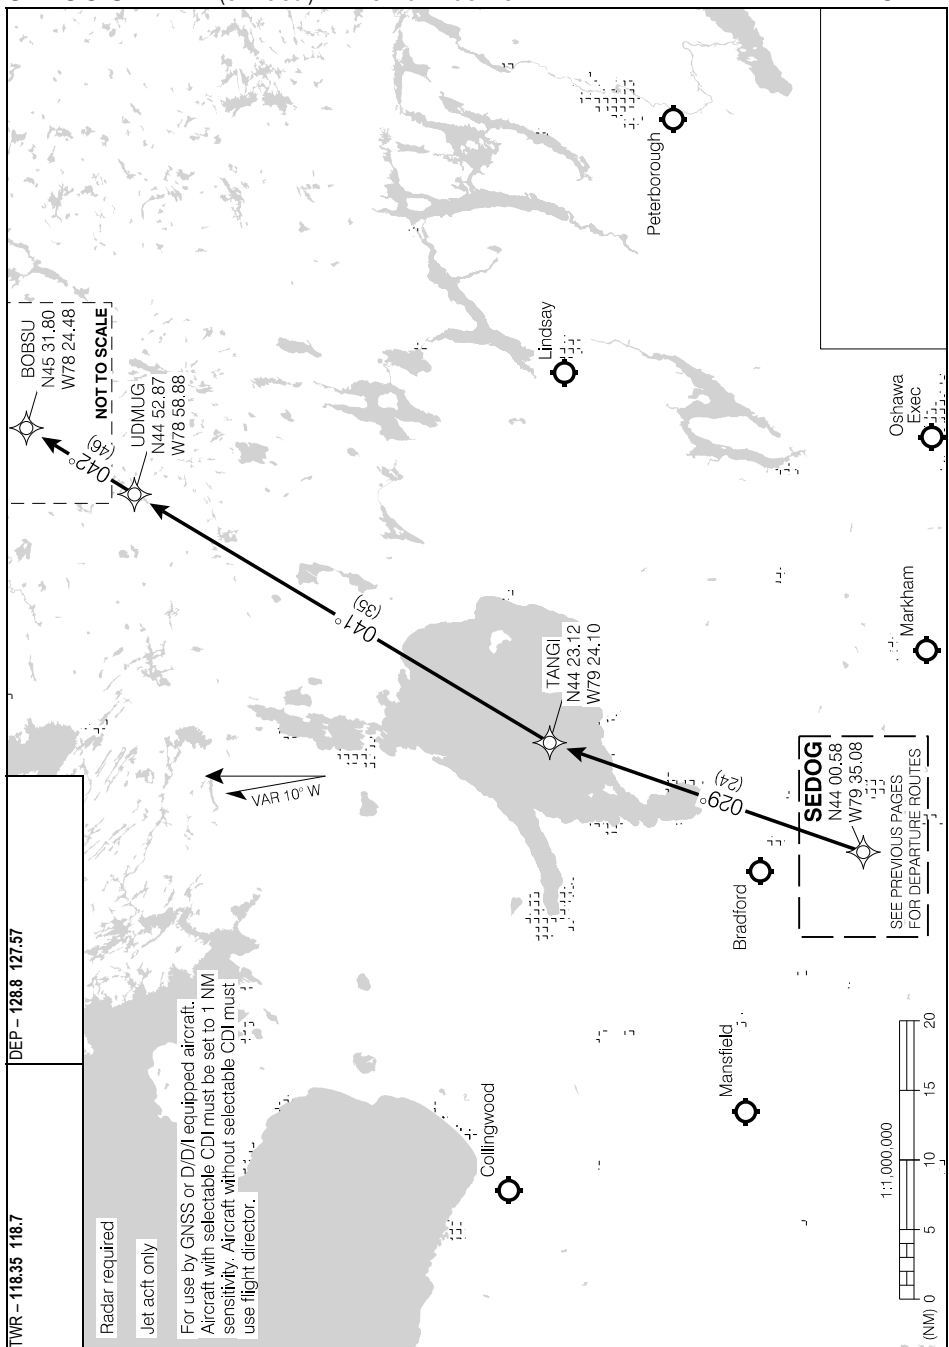 TWR – 118.35 118.7
DEP – 128.8 127.57
Radar required
Jet acft only
For use by GNSS or D/D/I equipped aircraft.
Aircraft with selectable CDI must be set to 1 NM
sensitivity. Aircraft without selectable CDI must
use flight director.
BOBSU
N45 31.80
W78 24.48
NOT TO SCALE
042°
(46)
UDMUG
N44 52.87
W78 58.88
041°
(35)
TANGI
N44 23.12
W79 24.10
029°
(24)
SEDOG
N44 00.58
W79 35.08
SEE PREVIOUS PAGES
FOR DEPARTURE ROUTES
VAR 10° W
Peterborough
Lindsay
Oshawa
Exec
Markham
Bradford
Mansfield
Collingwood
1:1,000,000
(NM) 0 5 10 15 20